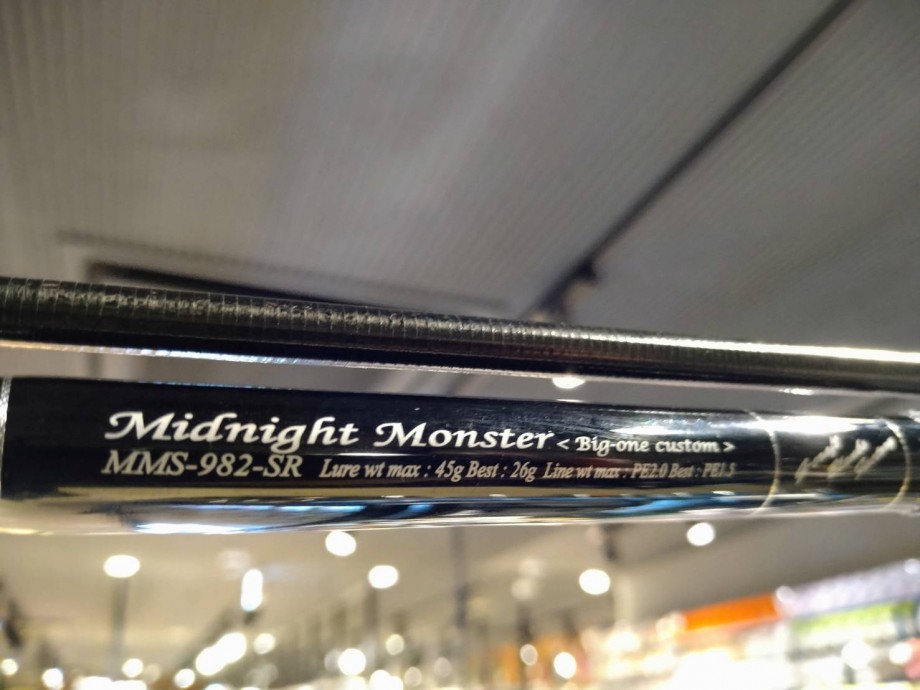 Midnight Monster < Big-one custom >
MMS-982-SR Lure wt max : 45g Best : 26g Line wt max : PE2.0 Best : PE1.5